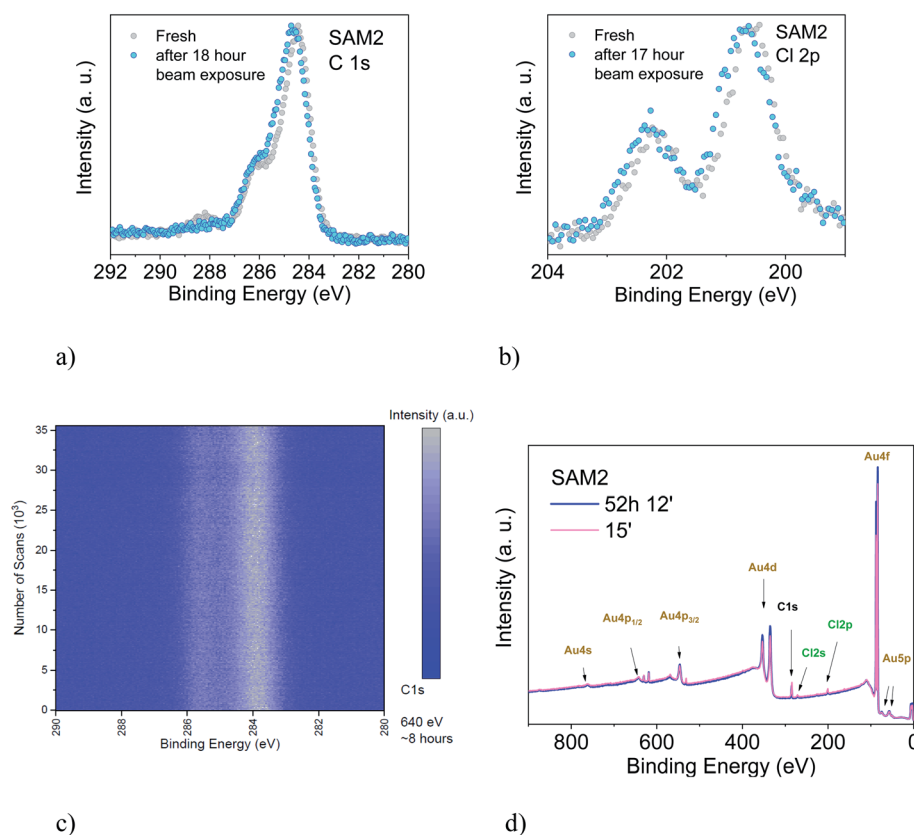 Fresh
after 18 hour
beam exposure
SAM2
C 1s
Intensity (a. u.)
292 290 288 286 284 282 280
Binding Energy (eV)
a)
Fresh
after 17 hour
beam exposure
SAM2
Cl 2p
Intensity (a. u.)
204 202 200
Binding Energy (eV)
b)
Intensity (a.u.)
Number of Scans (10³)
35
30
25
20
15
10
5
0
290 288 286 284 282 280
Binding Energy (eV)
C1s
640 eV
~8 hours
c)
SAM2
52h 12'
15'
Intensity (a. u.)
Au4s
Au4p1/2
Au4p3/2
Au4d
C1s
Cl2s
Cl2p
Au4f
Au5p
800 600 400 200 0
Binding Energy (eV)
d)